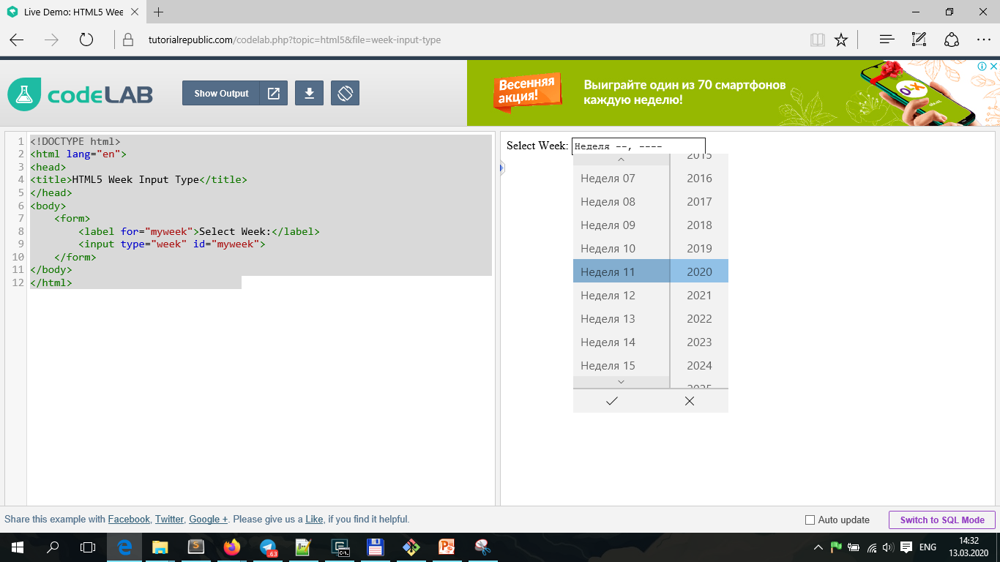 Live Demo: HTML5 Wee
tutorialrepublic.com/codelab.php?topic=html5&file=week-input-type
codeLAB
Show Output
Весенняя
акция!
Выиграйте один из 70 смартфонов
каждую неделю!
OLX
1 <!DOCTYPE html>
2 <html lang="en">
3 <head>
4 <title>HTML5 Week Input Type</title>
5 </head>
6 <body>
7 <form>
8 <label for="myweek">Select Week:</label>
9 <input type="week" id="myweek">
10 </form>
11 </body>
12 </html>
Select Week: Неделя --, ----
2015
Неделя 07 2016
Неделя 08 2017
Неделя 09 2018
Неделя 10 2019
Неделя 11 2020
Неделя 12 2021
Неделя 13 2022
Неделя 14 2023
Неделя 15 2024
2025
Share this example with Facebook, Twitter, Google +. Please give us a Like, if you find it helpful.
Auto update
Switch to SQL Mode
.63
C:\
ENG
14:32
13.03.2020